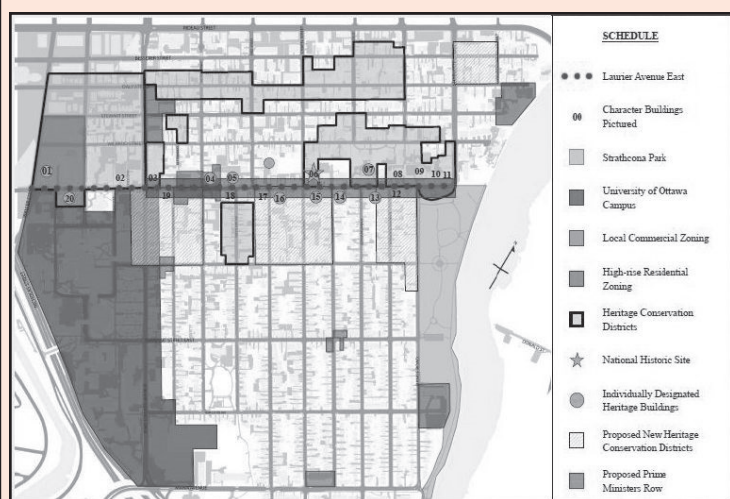 RIDEAU STREET
01
20
02
03
19
04
05
18
17
16
06
15
14
07
13
08
12
09
10
11
SCHEDULE
Laurier Avenue East
00
Character Buildings
Pictured
Strathcona Park
University of Ottawa
Campus
Local Commercial Zoning
High-rise Residential
Zoning
Heritage Conservation
Districts
National Historic Site
Individually Designated
Heritage Buildings
Proposed New Heritage
Conservation Districts
Proposed Prime
Ministers Row